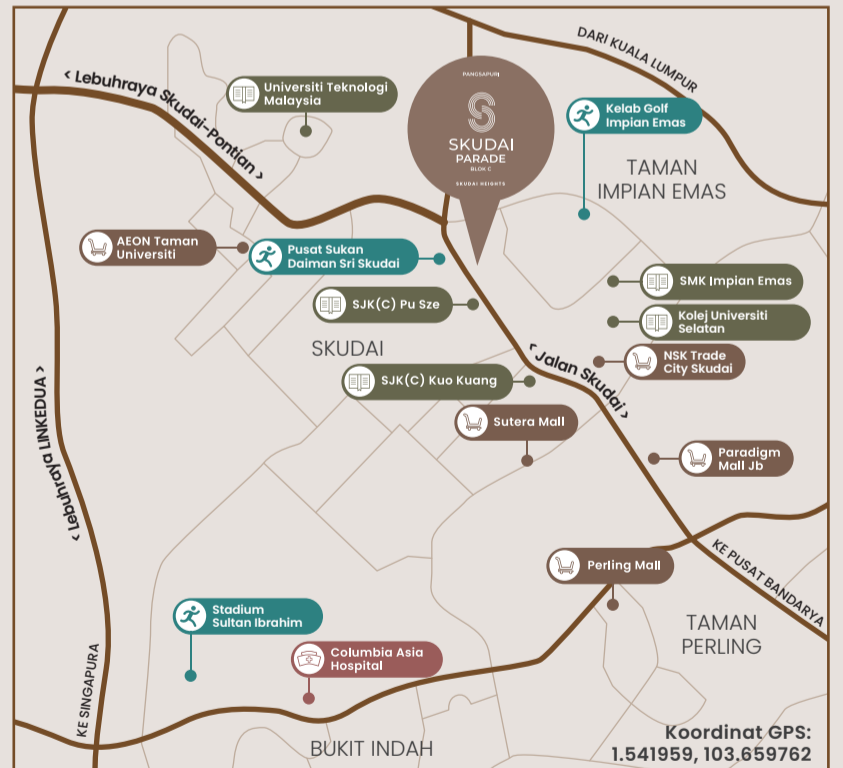 DARI KUALA LUMPUR
< Lebuhraya Skudai-Pontian >
Universiti Teknologi
Malaysia
PANGSAPURI
SKUDAI
PARADE
BLOK C
SKUDAI HEIGHTS
Kelab Golf
Impian Emas
TAMAN
IMPIAN EMAS
AEON Taman
Universiti
Pusat Sukan
Daiman Sri Skudai
SMK Impian Emas
SJK(C) Pu Sze
Kolej Universiti
Selatan
SKUDAI
< Jalan Skudai >
NSK Trade
City Skudai
SJK(C) Kuo Kuang
Sutera Mall
< Lebuhraya LINKEDUA >
Paradigm
Mall Jb
Perling Mall
KE PUSAT BANDARYA
Stadium
Sultan Ibrahim
TAMAN
PERLING
Columbia Asia
Hospital
KE SINGAPURA
BUKIT INDAH
Koordinat GPS:
1.541959, 103.659762